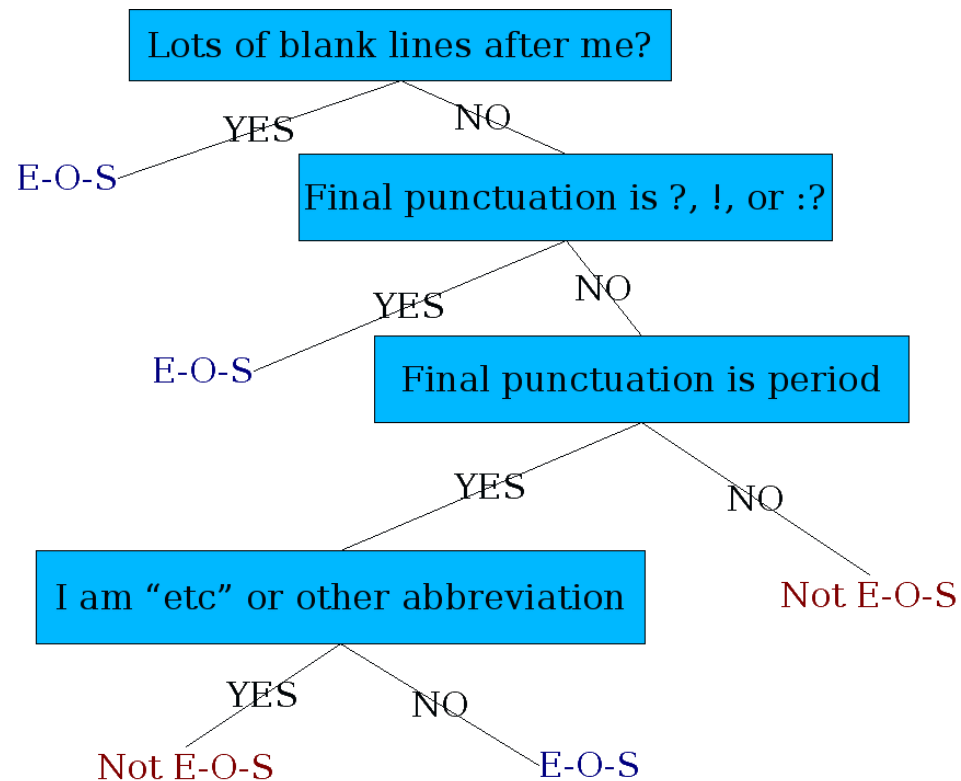 Lots of blank lines after me?
YES
NO
E-O-S
Final punctuation is ?, !, or :?
YES
NO
E-O-S
Final punctuation is period
YES
NO
I am “etc” or other abbreviation
Not E-O-S
YES
NO
Not E-O-S
E-O-S